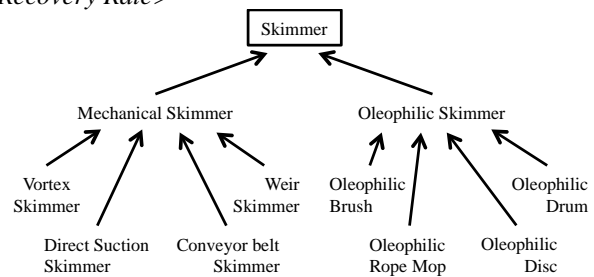 Recovery Rate>
Skimmer
Mechanical Skimmer
Oleophilic Skimmer
Vortex
Skimmer
Weir
Skimmer
Oleophilic
Brush
Oleophilic
Drum
Direct Suction
Skimmer
Conveyor belt
Skimmer
Oleophilic
Rope Mop
Oleophilic
Disc